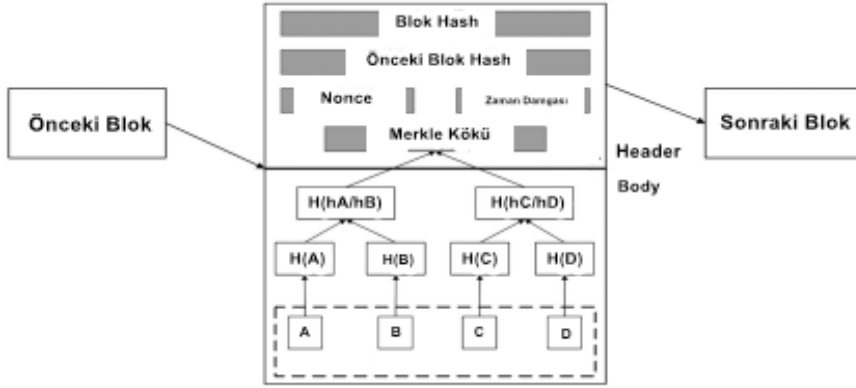 Blok Hash
Önceki Blok Hash
Nonce
Zaman Damgası
Merkle Kökü
Önceki Blok
Sonraki Blok
Header
Body
H(hA/hB)
H(hC/hD)
H(A)
H(B)
H(C)
H(D)
A
B
C
D